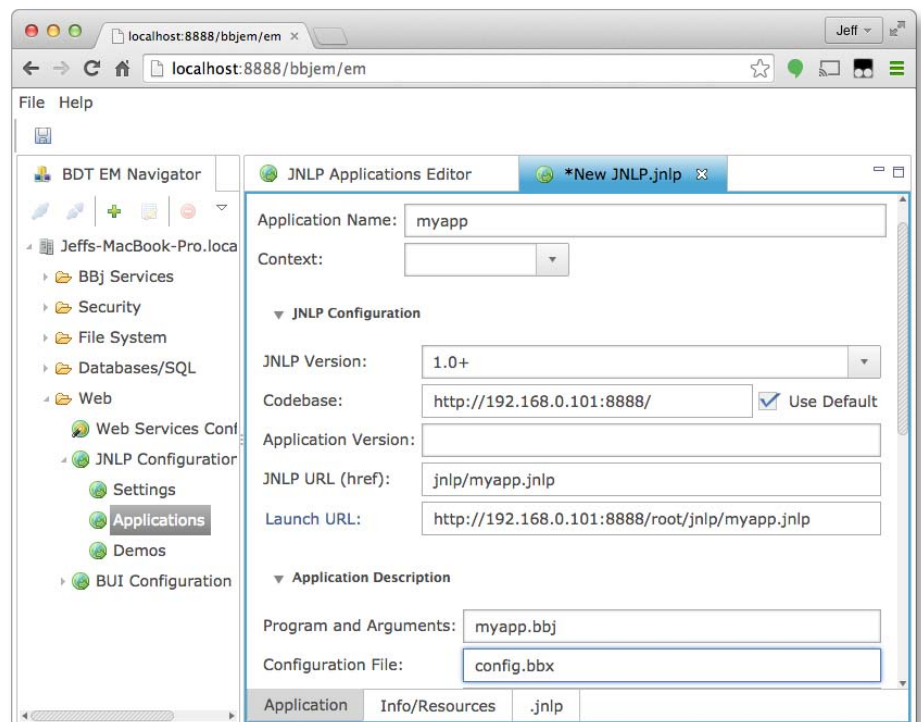 localhost:8888/bbjem/em ×
Jeff
localhost:8888/bbjem/em
File Help
BDT EM Navigator
Jeffs-MacBook-Pro.loca
BBj Services
Security
File System
Databases/SQL
Web
Web Services Conf
JNLP Configuration
Settings
Applications
Demos
BUI Configuration
JNLP Applications Editor
*New JNLP.jnlp
Application Name: myapp
Context:
JNLP Configuration
JNLP Version: 1.0+
Codebase: http://192.168.0.101:8888/ Use Default
Application Version:
JNLP URL (href): jnlp/myapp.jnlp
Launch URL: http://192.168.0.101:8888/root/jnlp/myapp.jnlp
Application Description
Program and Arguments: myapp.bbj
Configuration File: config.bbx
Application Info/Resources .jnlp